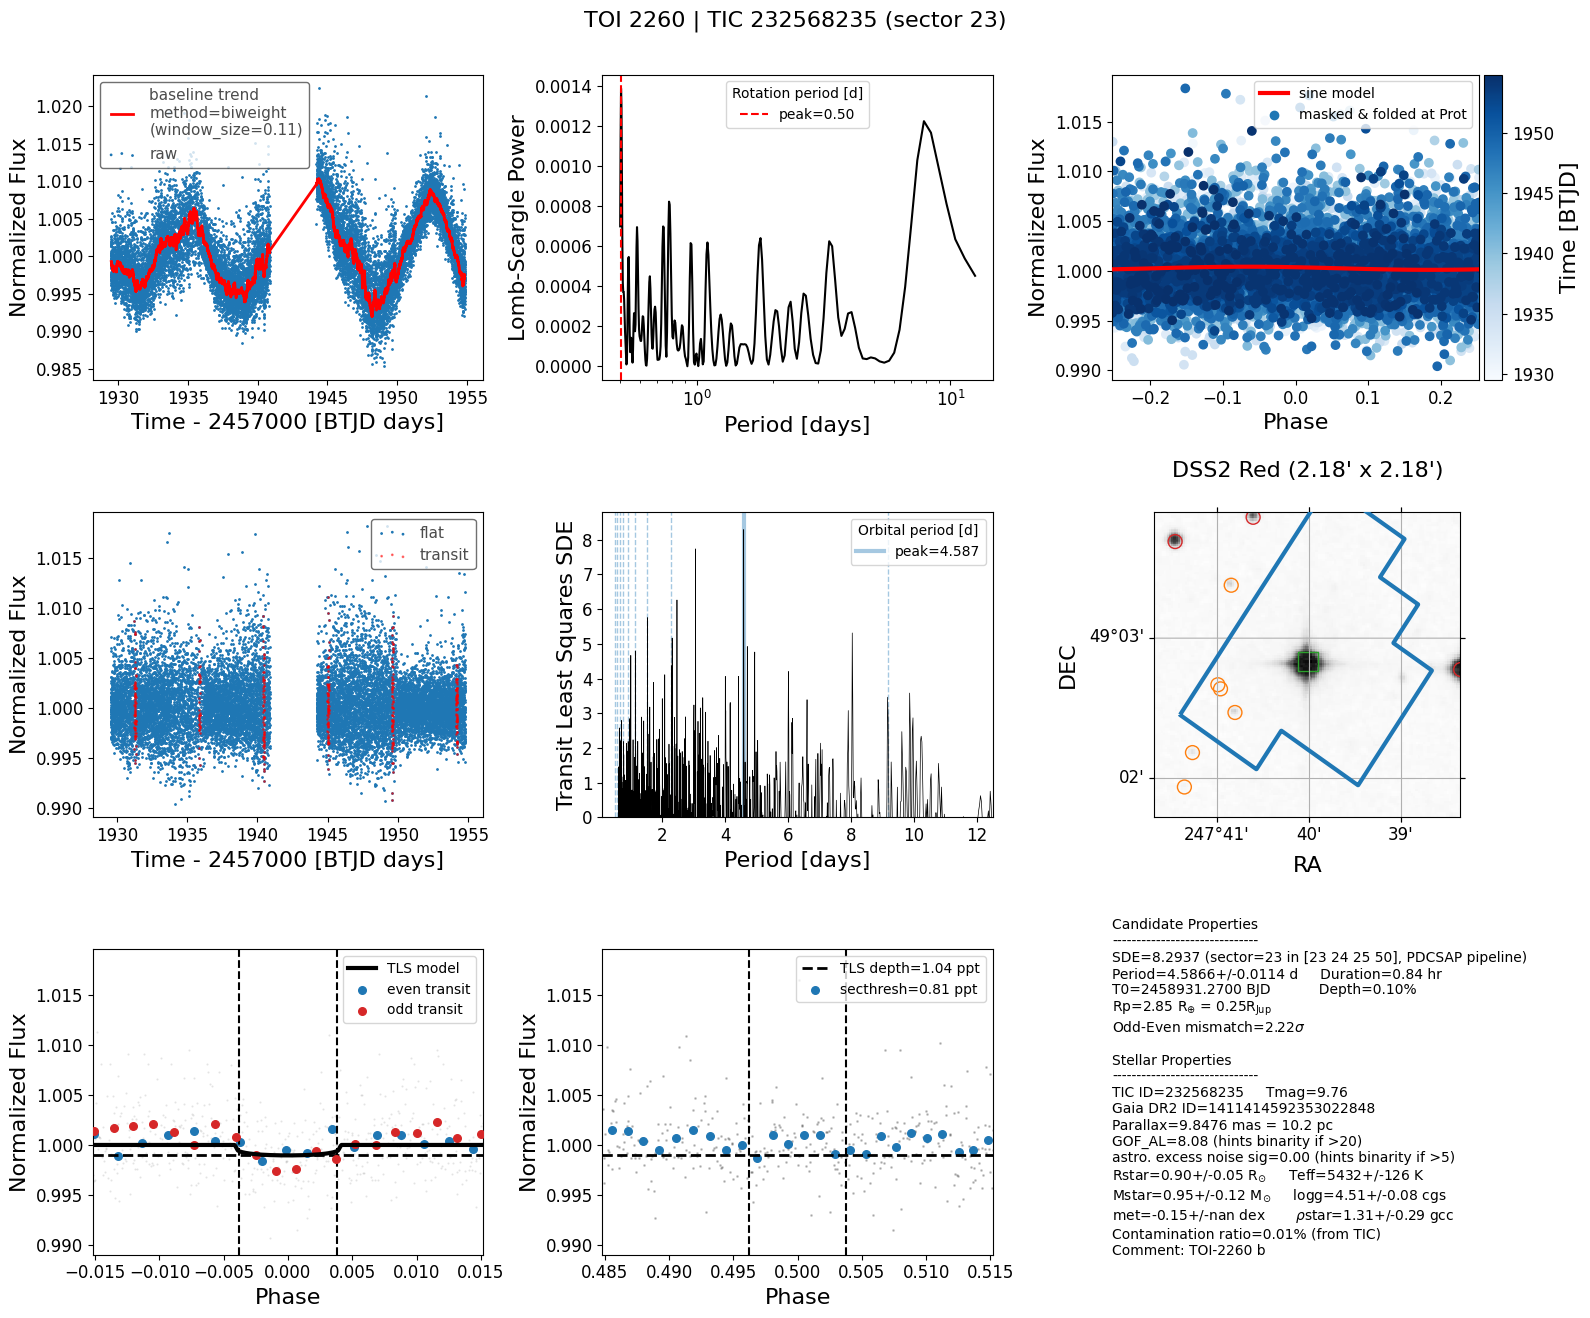 TOI 2260 | TIC 232568235 (sector 23)
Normalized Flux
1.020
1.015
1.010
1.005
1.000
0.995
0.990
0.985
baseline trend
method=biweight
(window_size=0.11)
raw
1930 1935 1940 1945 1950 1955
Time - 2457000 [BTJD days]
Lomb-Scargle Power
0.0014
0.0012
0.0010
0.0008
0.0006
0.0004
0.0002
0.0000
Rotation period [d]
peak=0.50
10⁰ 10¹
Period [days]
Normalized Flux
1.015
1.010
1.005
1.000
0.995
0.990
sine model
masked & folded at Prot
−0.2 −0.1 0.0 0.1 0.2
Phase
1950
1945
1940
1935
1930
Time [BTJD]
Normalized Flux
1.015
1.010
1.005
1.000
0.995
0.990
flat
transit
1930 1935 1940 1945 1950 1955
Time - 2457000 [BTJD days]
Transit Least Squares SDE
8
7
6
5
4
3
2
1
0
Orbital period [d]
peak=4.587
2 4 6 8 10 12
Period [days]
DSS2 Red (2.18' x 2.18')
DEC
49°03'
02'
247°41' 40' 39'
RA
Normalized Flux
1.015
1.010
1.005
1.000
0.995
0.990
TLS model
even transit
odd transit
−0.015 −0.010 −0.005 0.000 0.005 0.010 0.015
Phase
Normalized Flux
1.015
1.010
1.005
1.000
0.995
0.990
TLS depth=1.04 ppt
secthresh=0.81 ppt
0.485 0.490 0.495 0.500 0.505 0.510 0.515
Phase
Candidate Properties
------------------------------
SDE=8.2937 (sector=23 in [23 24 25 50], PDCSAP pipeline)
Period=4.5866+/-0.0114 d Duration=0.84 hr
T0=2458931.2700 BJD Depth=0.10%
Rp=2.85 R⊕ = 0.25RJup
Odd-Even mismatch=2.22σ
Stellar Properties
------------------------------
TIC ID=232568235 Tmag=9.76
Gaia DR2 ID=1411414592353022848
Parallax=9.8476 mas = 10.2 pc
GOF_AL=8.08 (hints binarity if >20)
astro. excess noise sig=0.00 (hints binarity if >5)
Rstar=0.90+/-0.05 R⊙ Teff=5432+/-126 K
Mstar=0.95+/-0.12 M⊙ logg=4.51+/-0.08 cgs
met=-0.15+/-nan dex ρstar=1.31+/-0.29 gcc
Contamination ratio=0.01% (from TIC)
Comment: TOI-2260 b